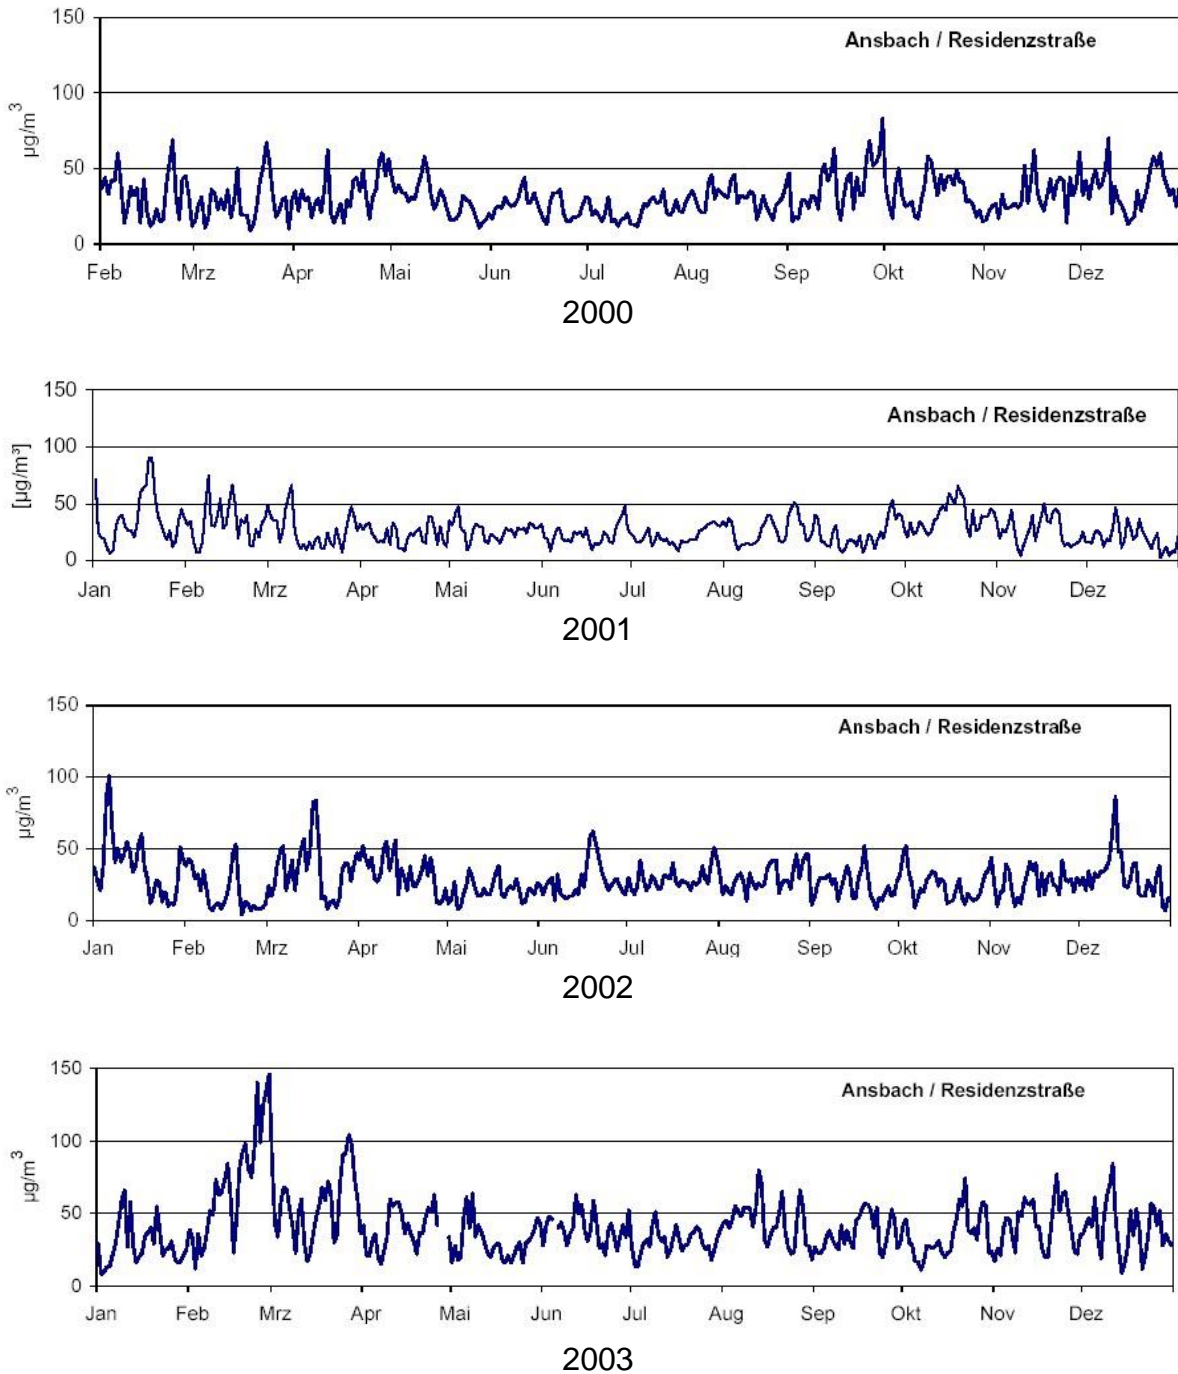 150
Ansbach / Residenzstraße
100
µg/m³
50
0
Feb Mrz Apr Mai Jun Jul Aug Sep Okt Nov Dez
2000
150
Ansbach / Residenzstraße
100
[µg/m³]
50
0
Jan Feb Mrz Apr Mai Jun Jul Aug Sep Okt Nov Dez
2001
150
Ansbach / Residenzstraße
100
µg/m³
50
0
Jan Feb Mrz Apr Mai Jun Jul Aug Sep Okt Nov Dez
2002
150
Ansbach / Residenzstraße
100
µg/m³
50
0
Jan Feb Mrz Apr Mai Jun Jul Aug Sep Okt Nov Dez
2003